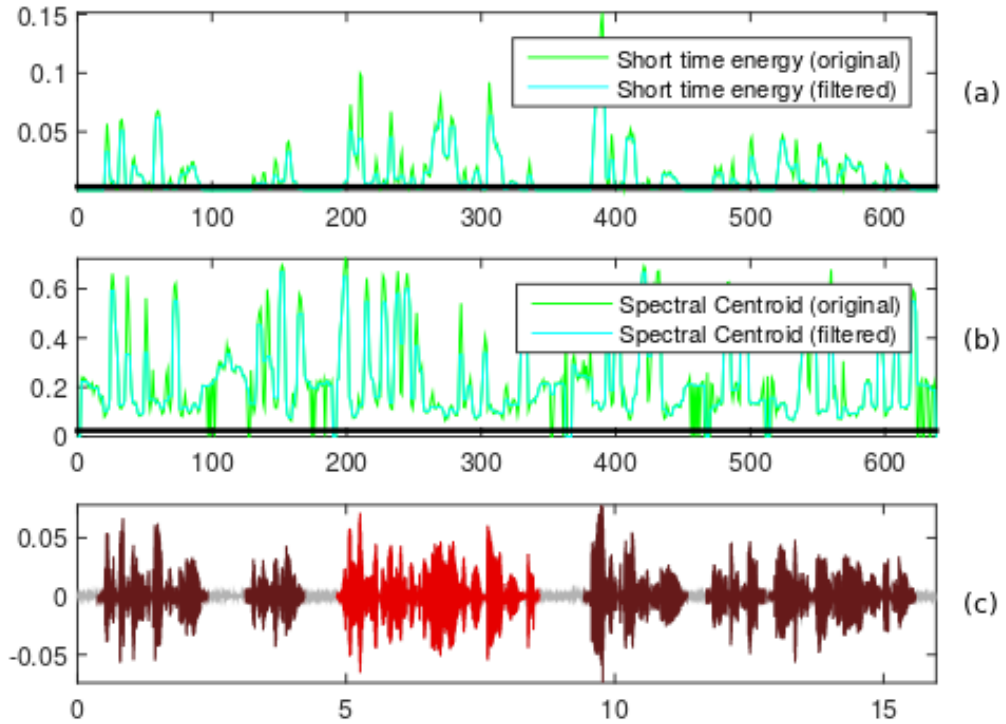 0.15
0.1
0.05
Short time energy (original)
Short time energy (filtered)
(a)
0 100 200 300 400 500 600
0.6
0.4
0.2
0
Spectral Centroid (original)
Spectral Centroid (filtered)
(b)
0 100 200 300 400 500 600
0.05
0
-0.05
(c)
0 5 10 15